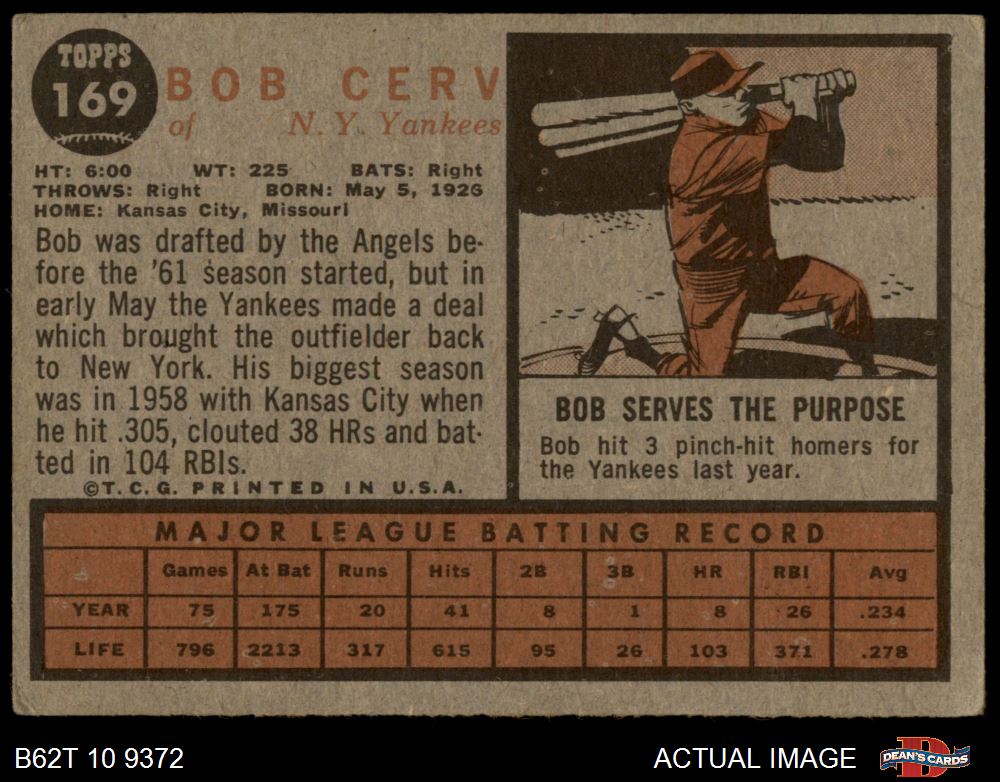 TOPPS
169
BOB CERV
of N. Y. Yankees
HT: 6:00 WT: 225 BATS: Right
THROWS: Right BORN: May 5, 1926
HOME: Kansas City, Missouri
Bob was drafted by the Angels be-
fore the '61 season started, but in
early May the Yankees made a deal
which brought the outfielder back
to New York. His biggest season
was in 1958 with Kansas City when
he hit .305, clouted 38 HRs and bat-
ted in 104 RBIs.
©T.C.G. PRINTED IN U.S.A.
BOB SERVES THE PURPOSE
Bob hit 3 pinch-hit homers for
the Yankees last year.
MAJOR LEAGUE BATTING RECORD
Games At Bat Runs Hits 2B 3B HR RBI Avg
YEAR 75 175 20 41 8 1 8 26 .234
LIFE 796 2213 317 615 95 26 103 371 .278
B62T 10 9372
ACTUAL IMAGE
DEAN'S CARDS